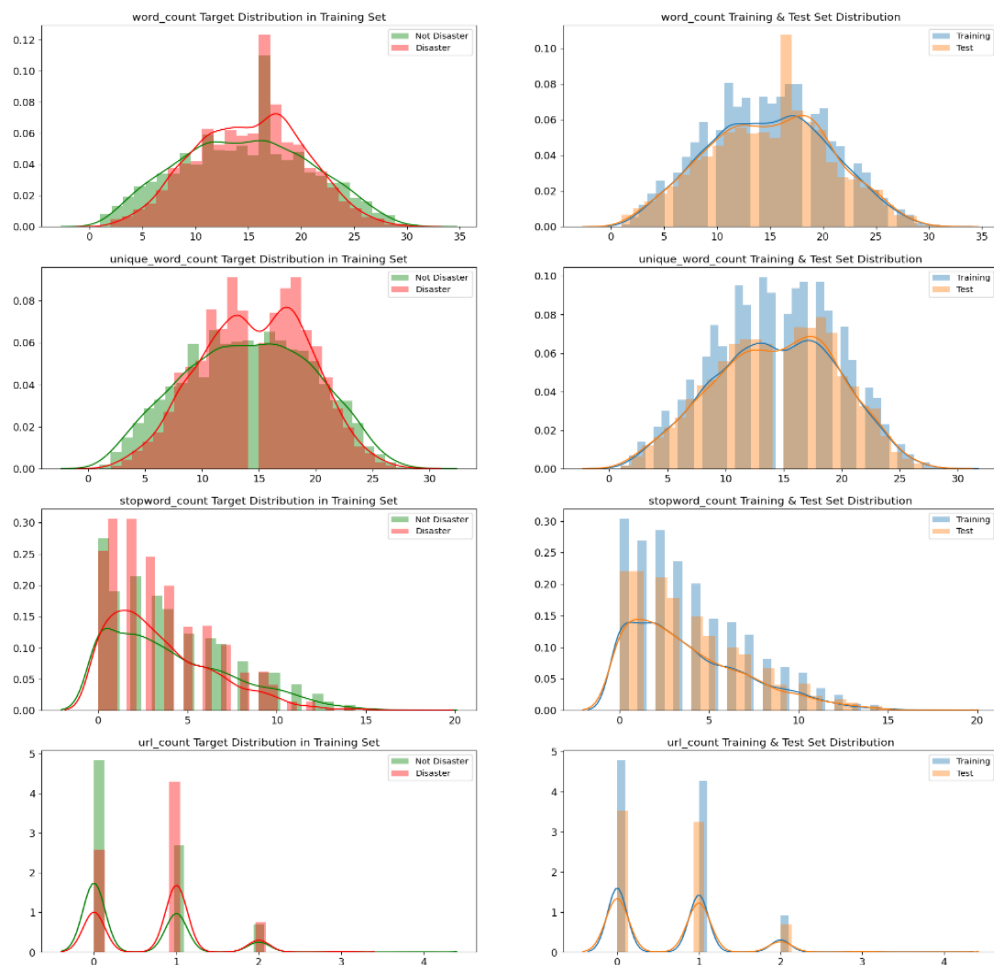 word_count Target Distribution in Training Set
0.12
0.10
0.08
0.06
0.04
0.02
0.00
Not Disaster
Disaster
0 5 10 15 20 25 30 35
word_count Training & Test Set Distribution
0.10
0.08
0.06
0.04
0.02
0.00
Training
Test
0 5 10 15 20 25 30 35
unique_word_count Target Distribution in Training Set
0.08
0.06
0.04
0.02
0.00
Not Disaster
Disaster
0 5 10 15 20 25 30
unique_word_count Training & Test Set Distribution
0.10
0.08
0.06
0.04
0.02
0.00
Training
Test
0 5 10 15 20 25 30
stopword_count Target Distribution in Training Set
0.30
0.25
0.20
0.15
0.10
0.05
0.00
Not Disaster
Disaster
0 5 10 15 20
stopword_count Training & Test Set Distribution
0.30
0.25
0.20
0.15
0.10
0.05
0.00
Training
Test
0 5 10 15 20
url_count Target Distribution in Training Set
5
4
3
2
1
0
Not Disaster
Disaster
0 1 2 3 4
url_count Training & Test Set Distribution
5
4
3
2
1
0
Training
Test
0 1 2 3 4